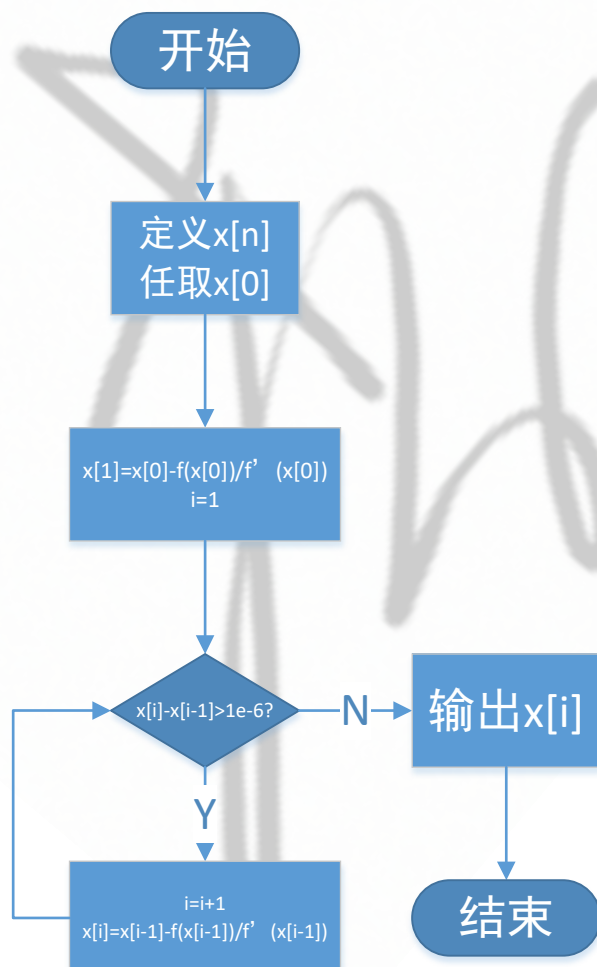 开始
定义x[n]
任取x[0]
x[1]=x[0]-f(x[0])/f’(x[0])
i=1
x[i]-x[i-1]>1e-6?
N
输出x[i]
Y
i=i+1
x[i]=x[i-1]-f(x[i-1])/f’(x[i-1])
结束